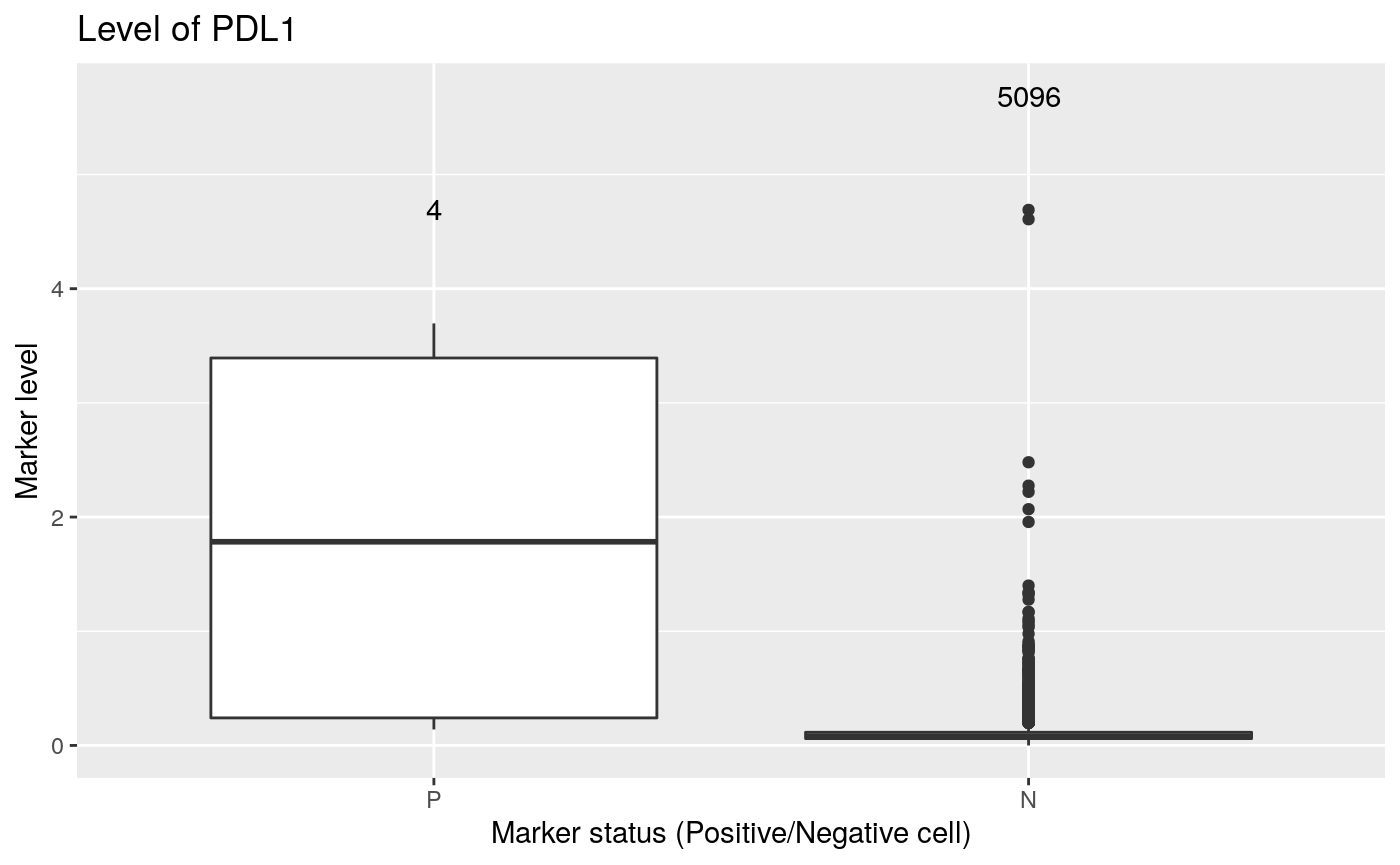 Level of PDL1
5096
4
4
2
0
Marker level
P
N
Marker status (Positive/Negative cell)